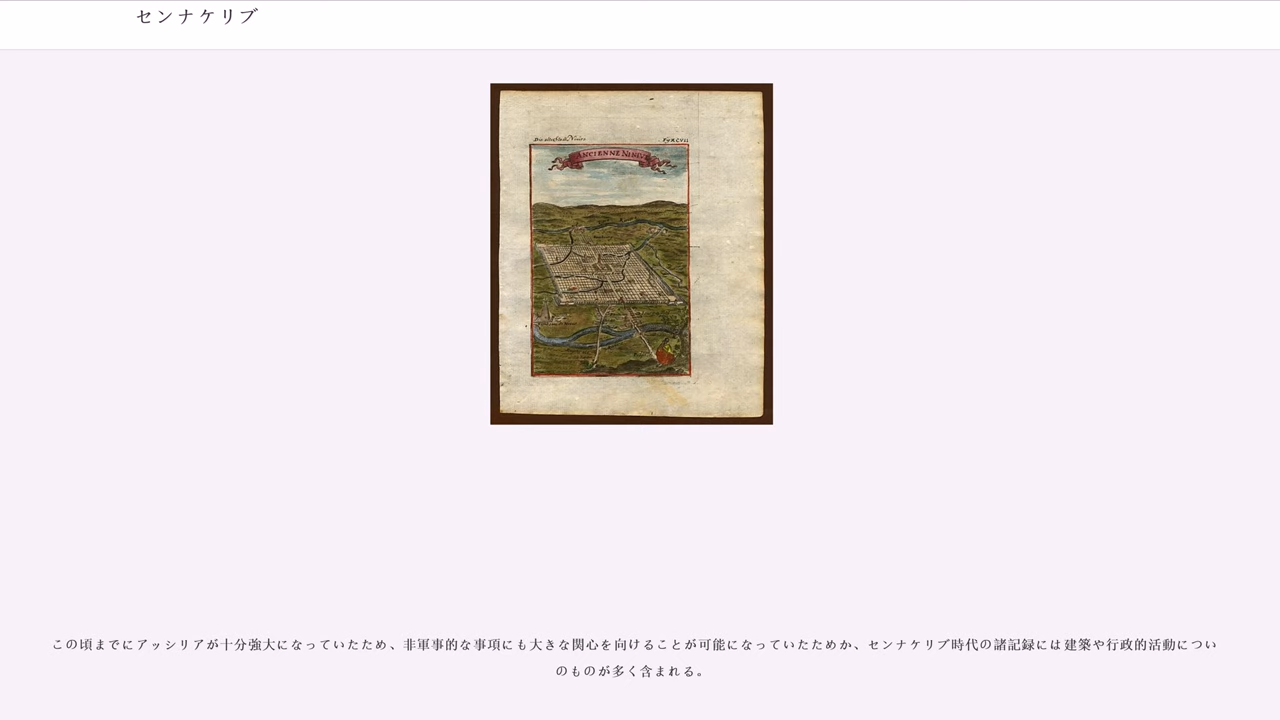 センナケリブ
ANCIENNE NINIVE
この頃までにアッシリアが十分強大になっていたため、非軍事的な事項にも大きな関心を向けることが可能になっていたためか、センナケリブ時代の諸記録には建築や行政的活動につい
のものが多く含まれる。